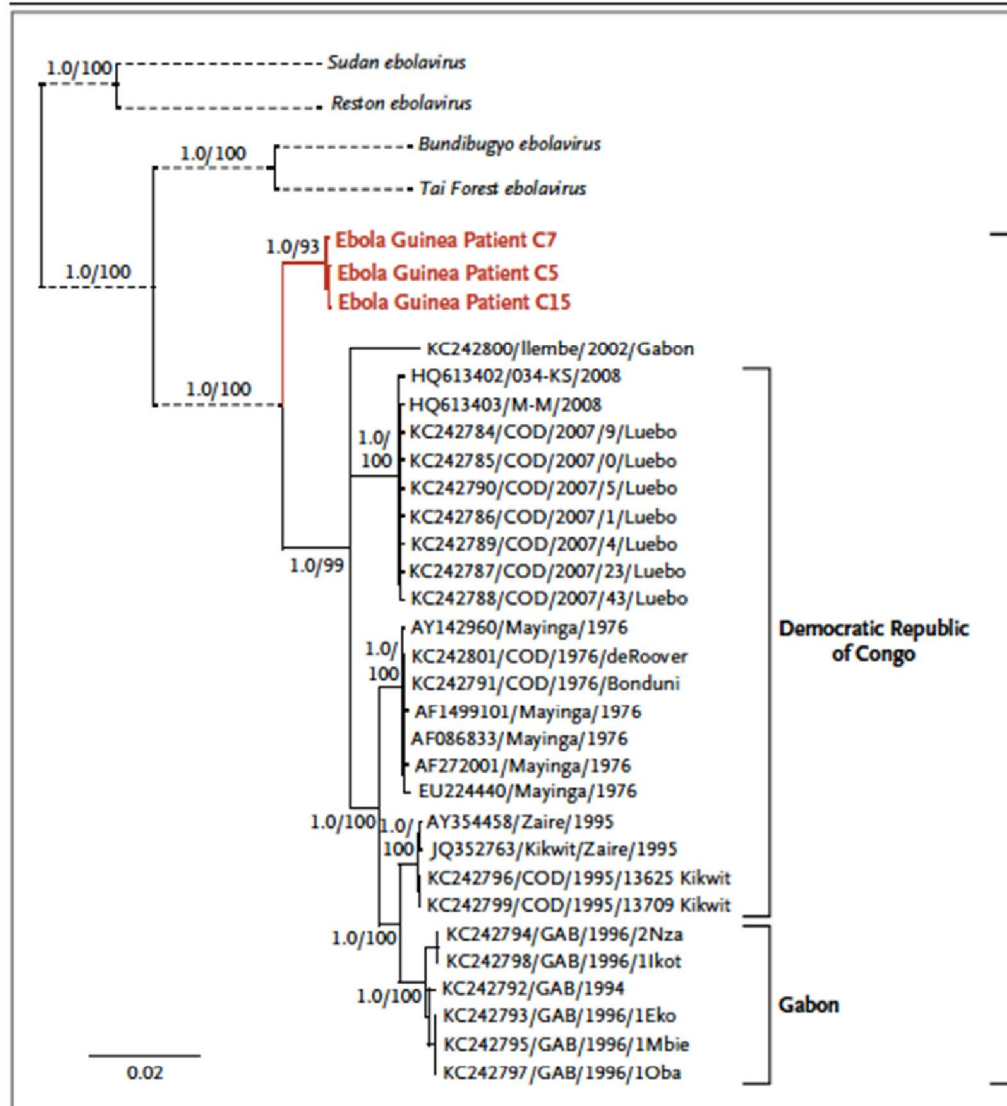 1.0/100
Sudan ebolavirus
Reston ebolavirus
1.0/100
Bundibugyo ebolavirus
Tai Forest ebolavirus
1.0/100
1.0/93
Ebola Guinea Patient C7
Ebola Guinea Patient C5
Ebola Guinea Patient C15
1.0/100
KC242800/Ilembe/2002/Gabon
HQ613402/034-KS/2008
HQ613403/M-M/2008
1.0/
100
KC242784/COD/2007/9/Luebo
KC242785/COD/2007/0/Luebo
KC242790/COD/2007/5/Luebo
KC242786/COD/2007/1/Luebo
KC242789/COD/2007/4/Luebo
KC242787/COD/2007/23/Luebo
KC242788/COD/2007/43/Luebo
1.0/99
Democratic Republic
of Congo
AY142960/Mayinga/1976
1.0/
100
KC242801/COD/1976/deRoover
KC242791/COD/1976/Bonduni
AF1499101/Mayinga/1976
AF086833/Mayinga/1976
AF272001/Mayinga/1976
EU224440/Mayinga/1976
1.0/100
1.0/
100
AY354458/Zaire/1995
JQ352763/Kikwit/Zaire/1995
KC242796/COD/1995/13625 Kikwit
KC242799/COD/1995/13709 Kikwit
1.0/100
KC242794/GAB/1996/2Nza
KC242798/GAB/1996/1Ikot
1.0/100
KC242792/GAB/1994
KC242793/GAB/1996/1Eko
KC242795/GAB/1996/1Mbie
KC242797/GAB/1996/1Oba
Gabon
0.02